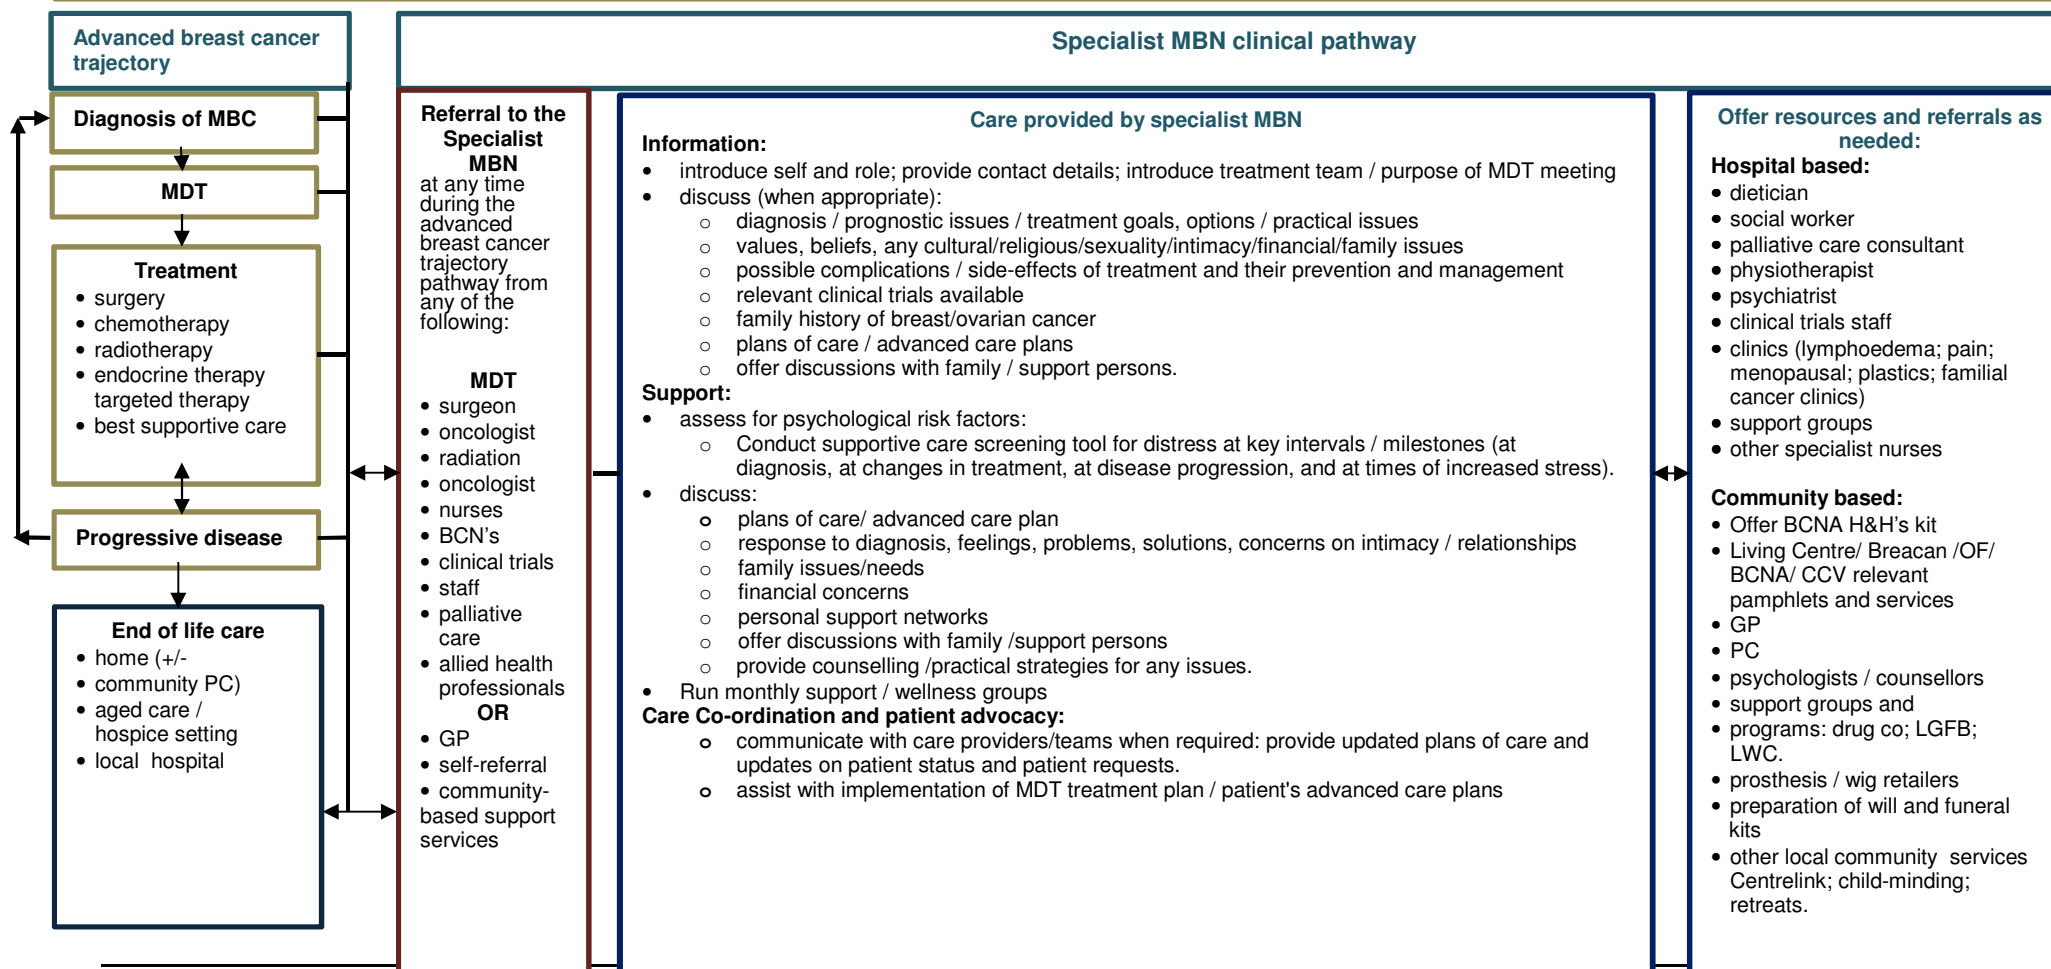 Advanced breast cancer
trajectory
Specialist MBN clinical pathway
Diagnosis of MBC
MDT
Treatment
• surgery
• chemotherapy
• radiotherapy
• endocrine therapy
targeted therapy
• best supportive care
Progressive disease
End of life care
• home (+/-
• community PC)
• aged care /
hospice setting
• local hospital
Referral to the
Specialist
MBN
at any time
during the
advanced
breast cancer
trajectory
pathway from
any of the
following:
MDT
• surgeon
• oncologist
• radiation
• oncologist
• nurses
• BCN's
• clinical trials
• staff
• palliative
care
• allied health
professionals
OR
• GP
• self-referral
• community-
based support
services
Care provided by specialist MBN
Information:
• introduce self and role; provide contact details; introduce treatment team / purpose of MDT meeting
• discuss (when appropriate):
o diagnosis / prognostic issues / treatment goals, options / practical issues
o values, beliefs, any cultural/religious/sexuality/intimacy/financial/family issues
o possible complications / side-effects of treatment and their prevention and management
o relevant clinical trials available
o family history of breast/ovarian cancer
o plans of care / advanced care plans
o offer discussions with family / support persons.
Support:
• assess for psychological risk factors:
o Conduct supportive care screening tool for distress at key intervals / milestones (at
diagnosis, at changes in treatment, at disease progression, and at times of increased stress).
• discuss:
o plans of care/ advanced care plan
o response to diagnosis, feelings, problems, solutions, concerns on intimacy / relationships
o family issues/needs
o financial concerns
o personal support networks
o offer discussions with family /support persons
o provide counselling /practical strategies for any issues.
• Run monthly support / wellness groups
Care Co-ordination and patient advocacy:
o communicate with care providers/teams when required: provide updated plans of care and
updates on patient status and patient requests.
o assist with implementation of MDT treatment plan / patient's advanced care plans
Offer resources and referrals as
needed:
Hospital based:
• dietician
• social worker
• palliative care consultant
• physiotherapist
• psychiatrist
• clinical trials staff
• clinics (lymphoedema; pain;
menopausal; plastics; familial
cancer clinics)
• support groups
• other specialist nurses
Community based:
• Offer BCNA H&H's kit
• Living Centre/ Breacan /OF/
BCNA/ CCV relevant
pamphlets and services
• GP
• PC
• psychologists / counsellors
• support groups and
• programs: drug co; LGFB;
LWC.
• prosthesis / wig retailers
• preparation of will and funeral
kits
• other local community services
Centrelink; child-minding;
retreats.